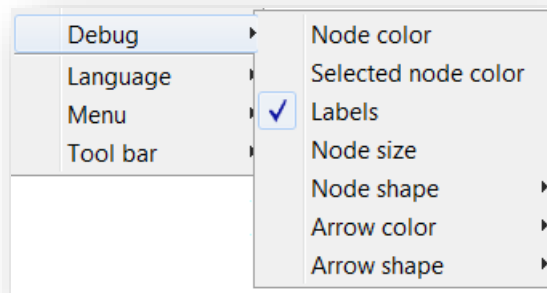 Debug
Language
Menu
Tool bar
Node color
Selected node color
Labels
Node size
Node shape
Arrow color
Arrow shape